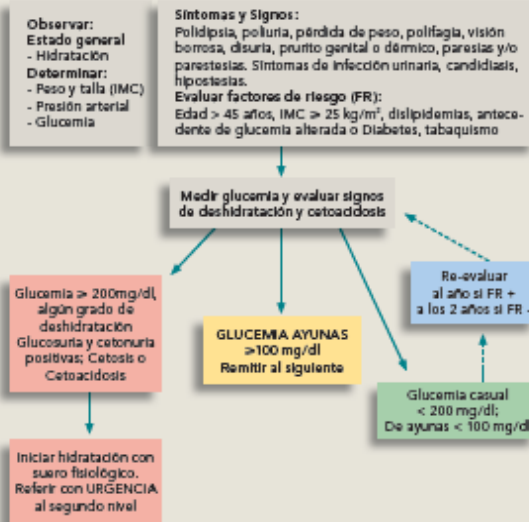 Observar:
Estado general
- Hidratación
Determinar:
- Peso y talla (IMC)
- Presión arterial
- Glucemia
Síntomas y Signos:
Polidipsia, poliuria, pérdida de peso, polifagia, visión
borrosa, disuria, prurito genital o dérmico, paresias y/o
parestesias. Síntomas de infección urinaria, candidiasis,
hipostesias.
Evaluar factores de riesgo (FR):
Edad > 45 años, IMC ≥ 25 kg/m², dislipidemias, antece-
dente de glucemia alterada o Diabetes, tabaquismo
Medir glucemia y evaluar signos
de deshidratación y cetoacidosis
Glucemia ≥ 200mg/dl,
algún grado de
deshidratación
Glucosuria y cetonuria
positivas; Cetosis o
Cetoacidosis
GLUCEMIA AYUNAS
≥100 mg/dl
Remitir al siguiente
Re-evaluar
al año si FR +
a los 2 años si FR -
Glucemia casual
< 200 mg/dl;
De ayunas < 100 mg/dl
Iniciar hidratación con
suero fisiológico.
Referir con URGENCIA
al segundo nivel